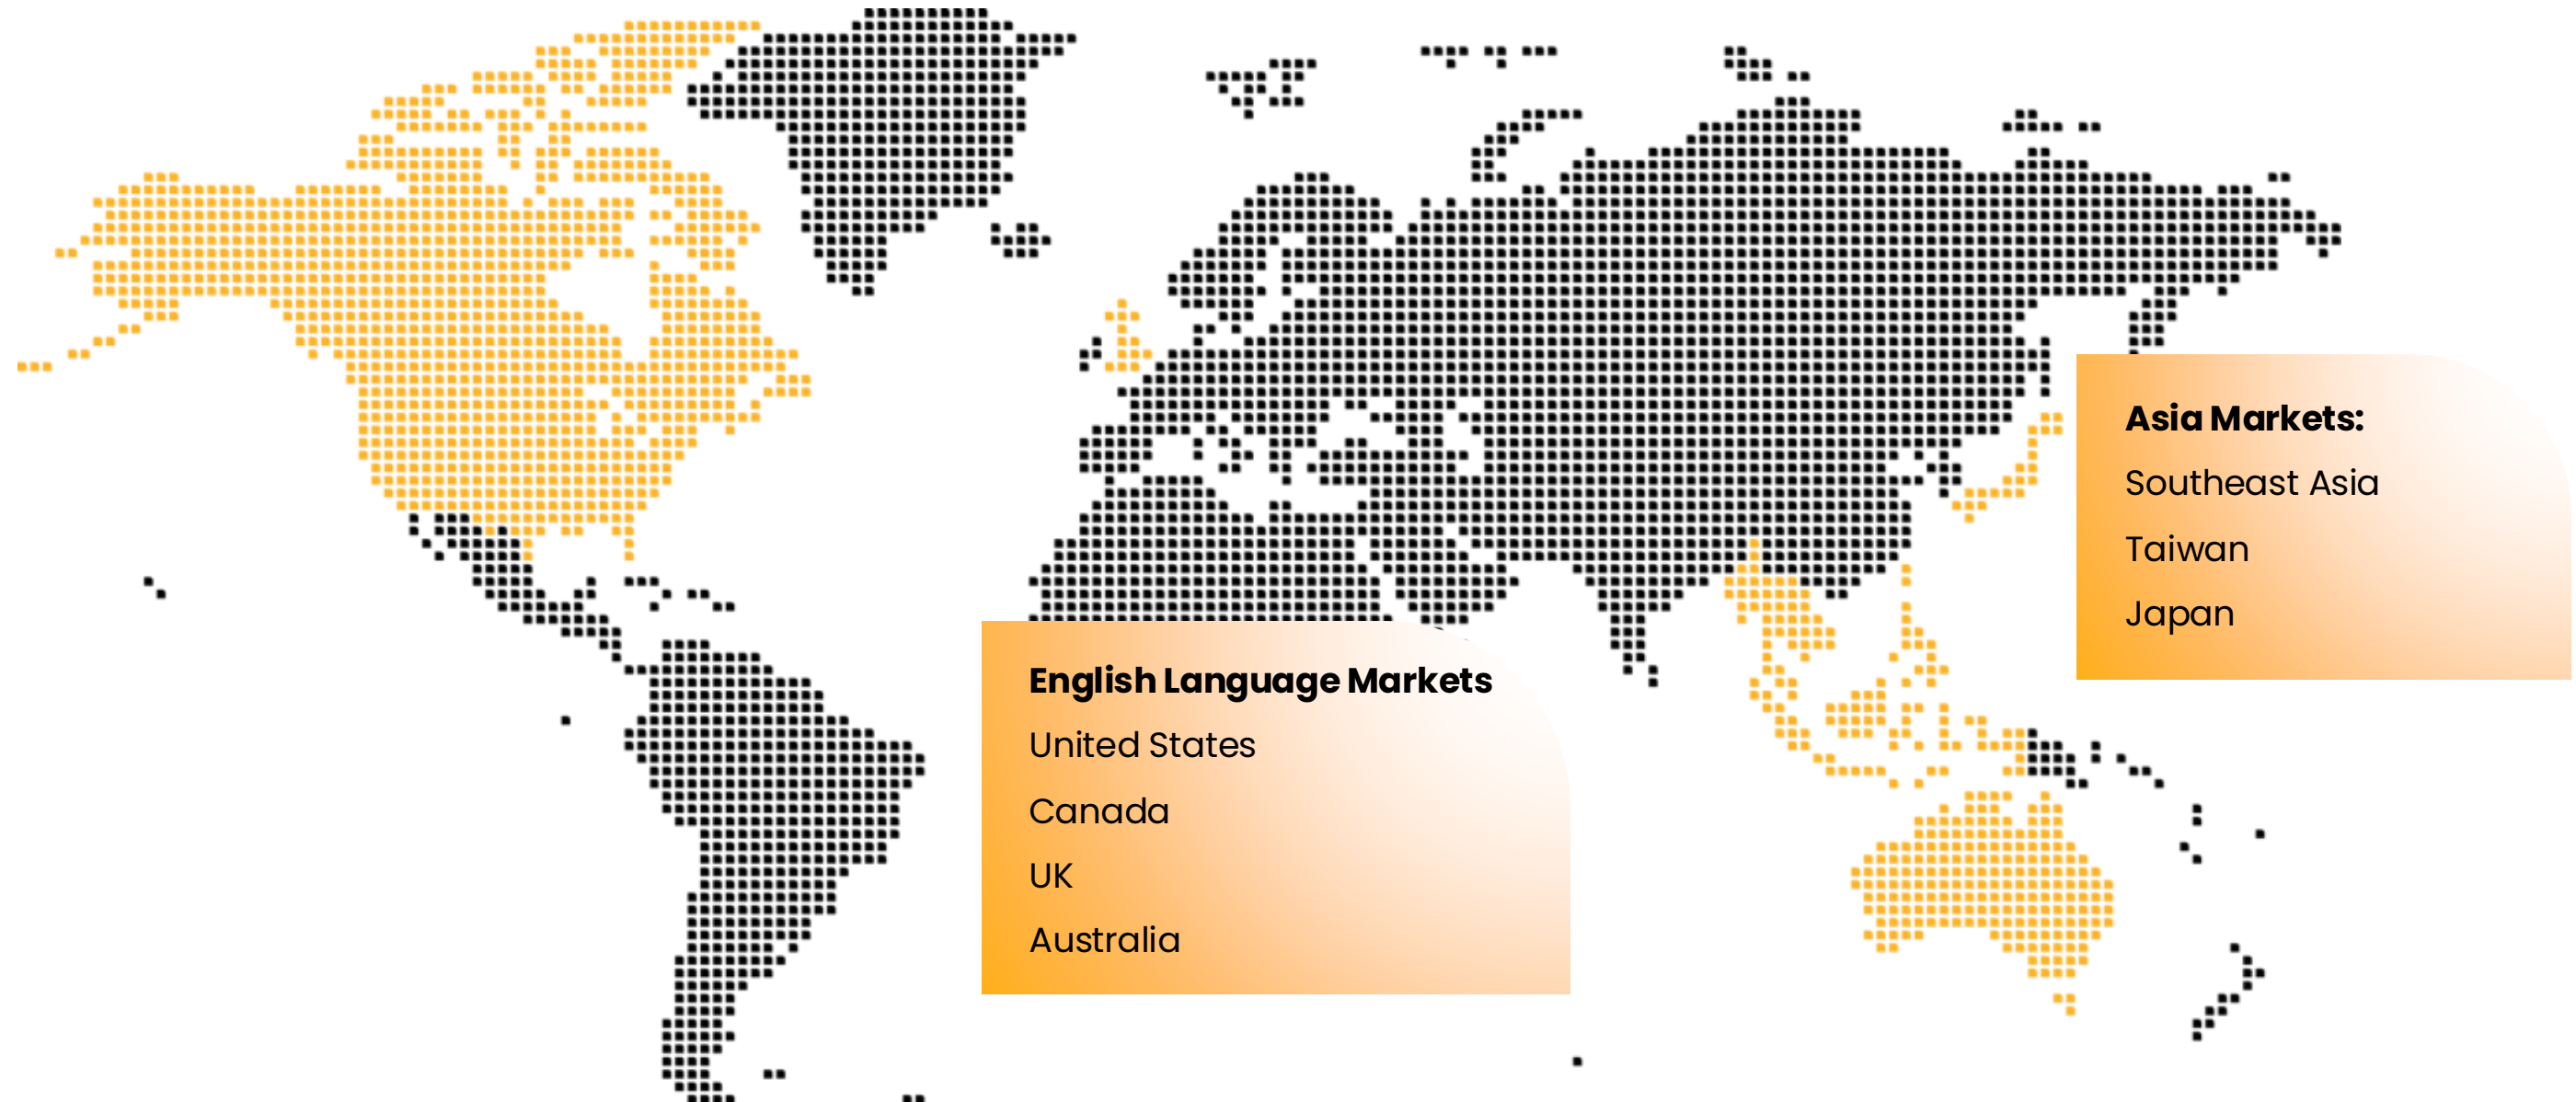 Asia Markets:
Southeast Asia
Taiwan
Japan
English Language Markets
United States
Canada
UK
Australia